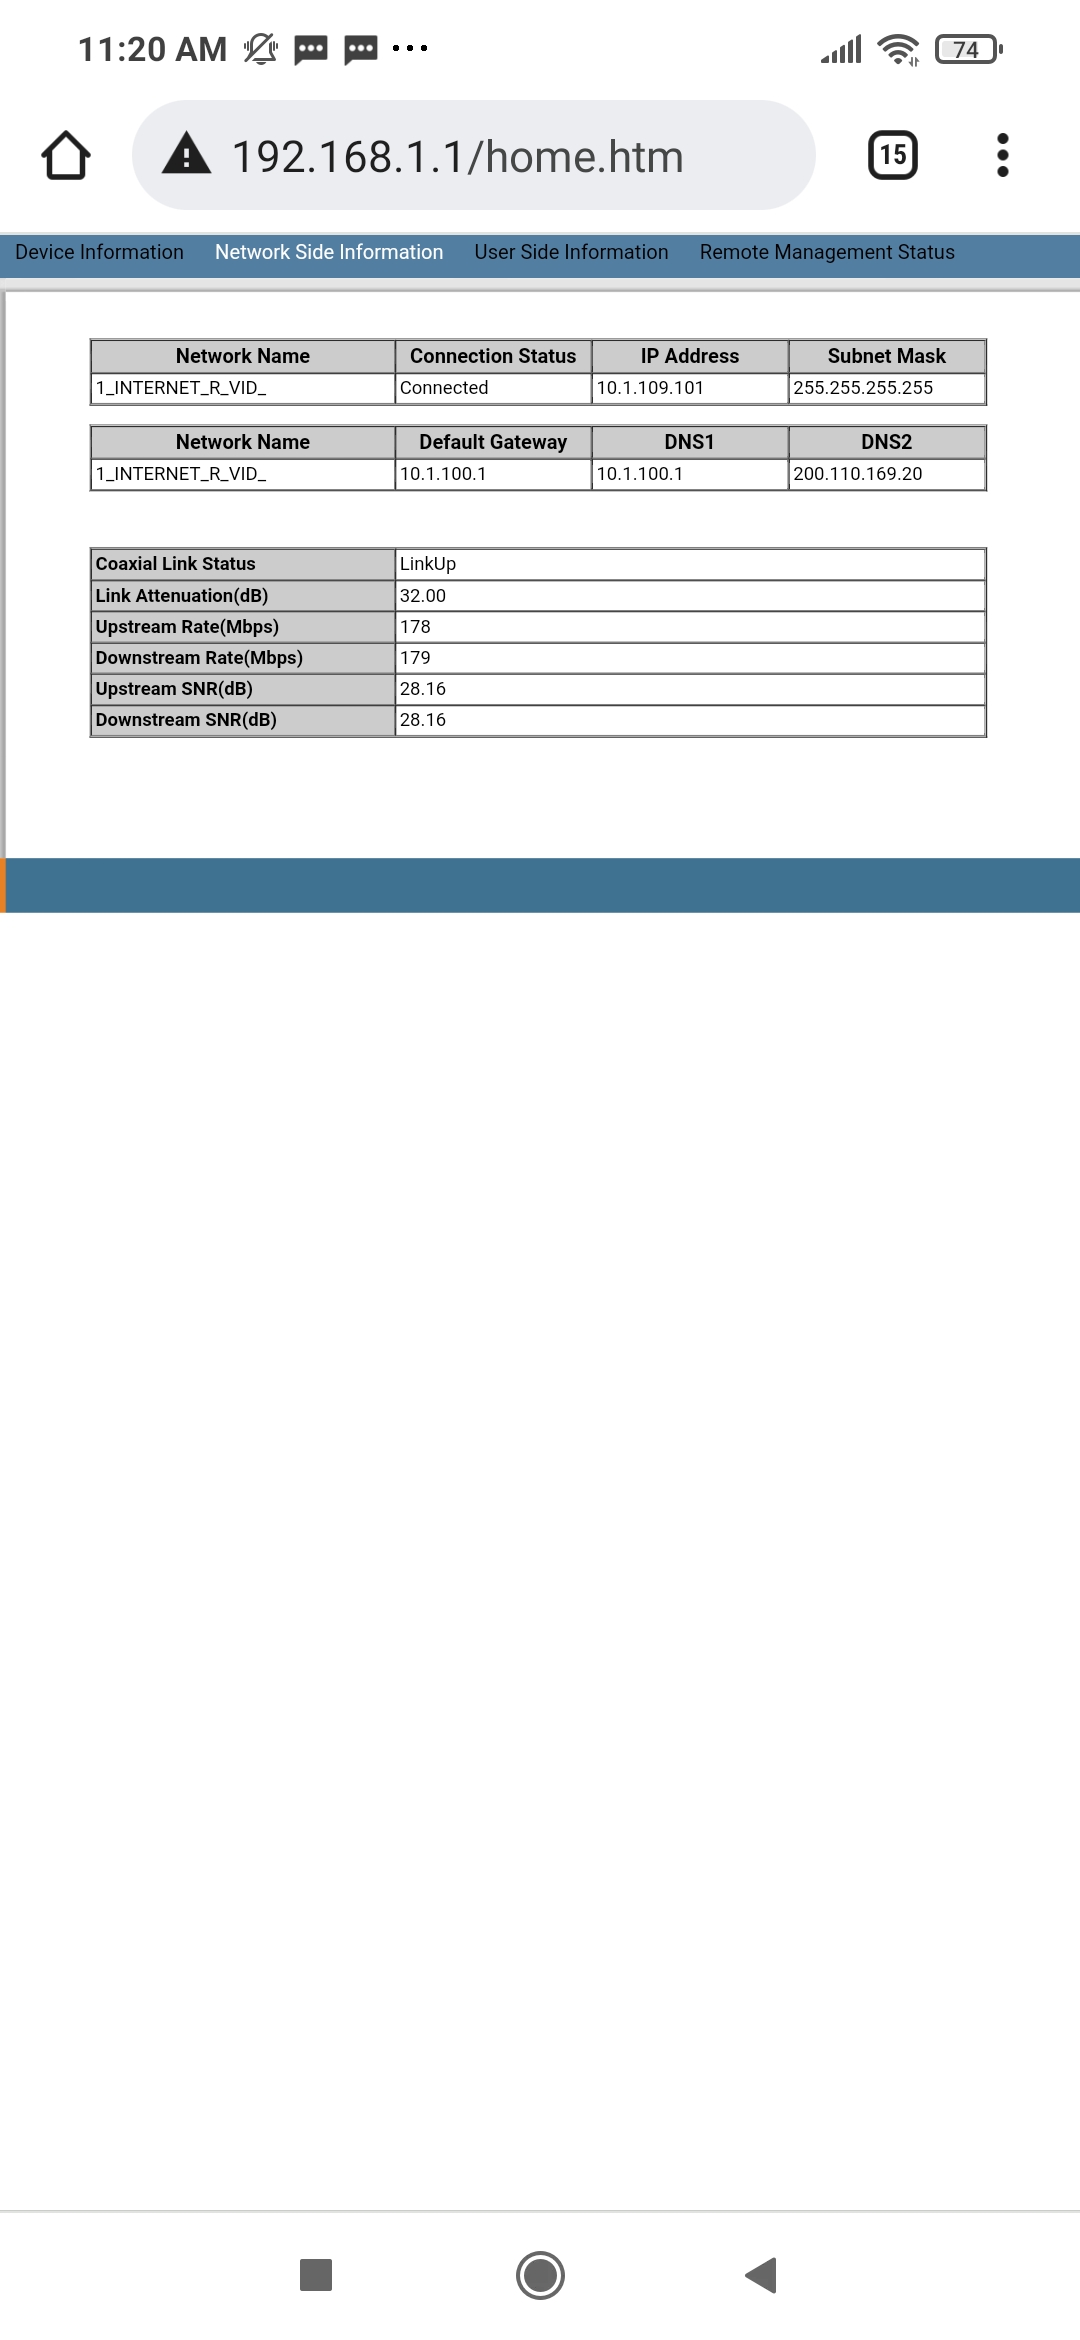 11:20 AM
74
192.168.1.1/home.htm
15
Device Information Network Side Information User Side Information Remote Management Status
Network Name Connection Status IP Address Subnet Mask
1_INTERNET_R_VID_ Connected 10.1.109.101 255.255.255.255
Network Name Default Gateway DNS1 DNS2
1_INTERNET_R_VID_ 10.1.100.1 10.1.100.1 200.110.169.20
Coaxial Link Status LinkUp
Link Attenuation(dB) 32.00
Upstream Rate(Mbps) 178
Downstream Rate(Mbps) 179
Upstream SNR(dB) 28.16
Downstream SNR(dB) 28.16